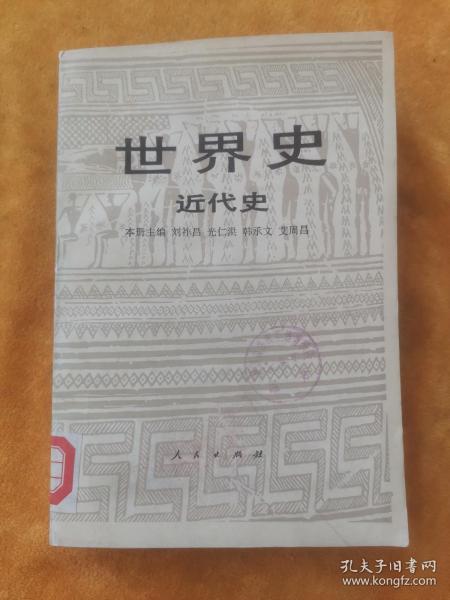 世界史
近代史
本册主编 刘祚昌 光仁洪 韩承文 艾周昌
人民出版社
孔夫子旧书网
www.kongfz.com